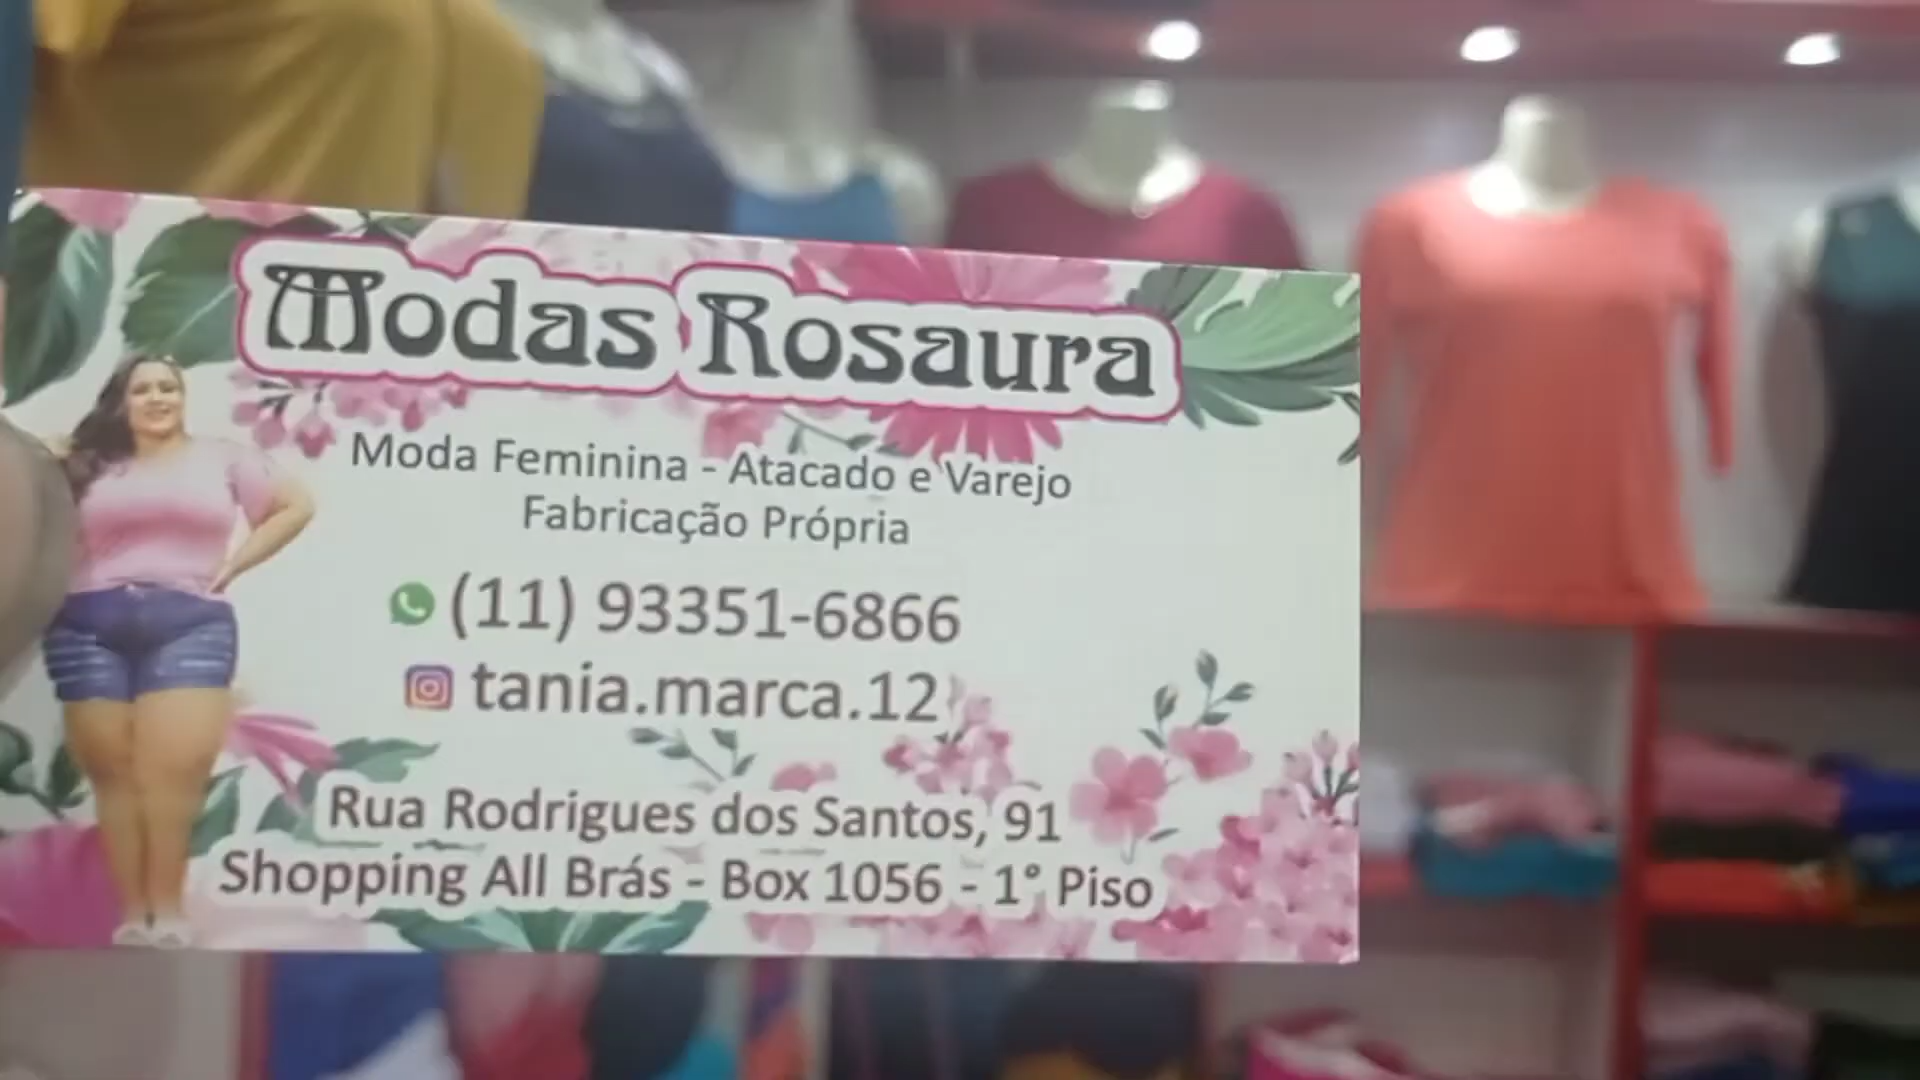 Modas Rosaura
Moda Feminina - Atacado e Varejo
Fabricação Própria
(11) 93351-6866
tania.marca.12
Rua Rodrigues dos Santos, 91
Shopping All Brás - Box 1056 - 1° Piso